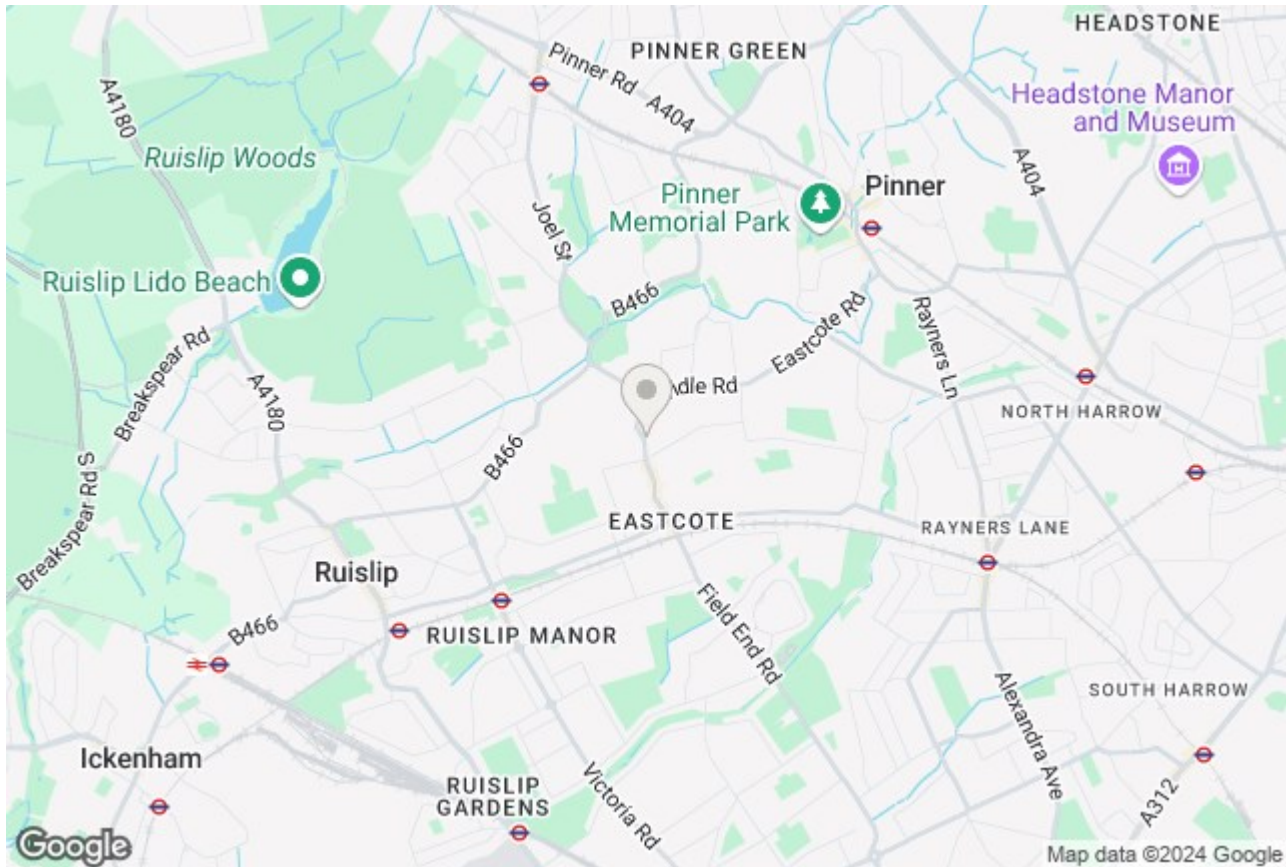 HEADSTONE
PINNER GREEN
Pinner Rd
A404
A4180
Headstone Manor
and Museum
Ruislip Woods
A404
Pinner
Pinner
Memorial Park
Joel St
Ruislip Lido Beach
B466
Rayners Ln
Eastcote Rd
Breakspear Rd
A4180
Adle Rd
NORTH HARROW
B466
Breakspear Rd S
EASTCOTE
RAYNERS LANE
Ruislip
Field End Rd
B466
RUISLIP MANOR
Alexandra Ave
SOUTH HARROW
Ickenham
RUISLIP
GARDENS
Victoria Rd
A312
Google
Map data ©2024 Google